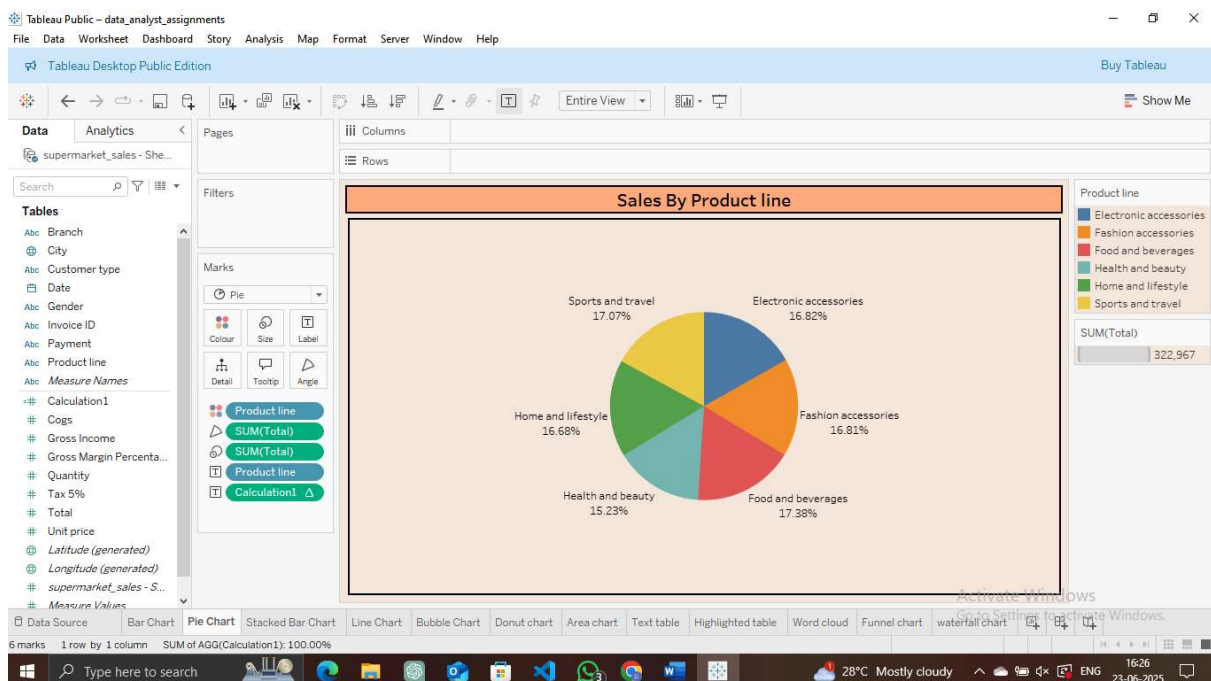 Tableau Public – data_analyst_assignments
File Data Worksheet Dashboard Story Analysis Map Format Server Window Help
Tableau Desktop Public Edition
Buy Tableau
Entire View
Show Me
Data Analytics
supermarket_sales - She...
Search
Tables
Abc Branch
City
Abc Customer type
Date
Abc Gender
Abc Invoice ID
Abc Payment
Abc Product line
Abc Measure Names
=# Calculation1
# Cogs
# Gross Income
# Gross Margin Percenta...
# Quantity
# Tax 5%
# Total
# Unit price
Latitude (generated)
Longitude (generated)
# supermarket_sales - S...
# Measure Values
Pages
Filters
Marks
Pie
Colour Size Label
Detail Tooltip Angle
Product line
SUM(Total)
SUM(Total)
Product line
Calculation1 Δ
iii Columns
Rows
Sales By Product line
Sports and travel
17.07%
Electronic accessories
16.82%
Home and lifestyle
16.68%
Fashion accessories
16.81%
Health and beauty
15.23%
Food and beverages
17.38%
Product line
Electronic accessories
Fashion accessories
Food and beverages
Health and beauty
Home and lifestyle
Sports and travel
SUM(Total)
322,967
Activate Windows
Go to Settings to activate Windows.
Data Source Bar Chart Pie Chart Stacked Bar Chart Line Chart Bubble Chart Donut chart Area chart Text table Highlighted table Word cloud Funnel chart waterfall chart
6 marks 1 row by 1 column SUM of AGG(Calculation1): 100.00%
Type here to search
3
1
28°C Mostly cloudy
ENG
16:26
23-06-2025